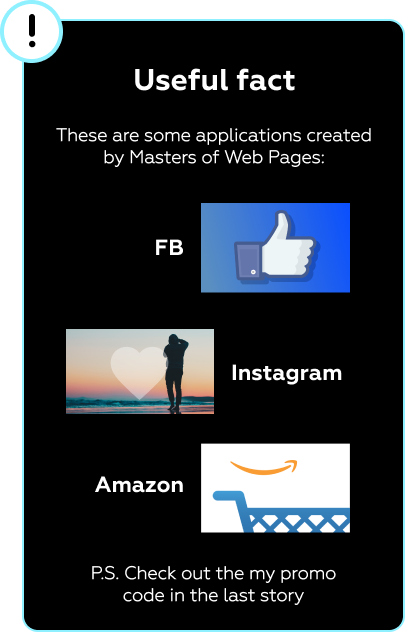 !
Useful fact
These are some applications created
by Masters of Web Pages:
FB
Instagram
Amazon
P.S. Check out the my promo
code in the last story